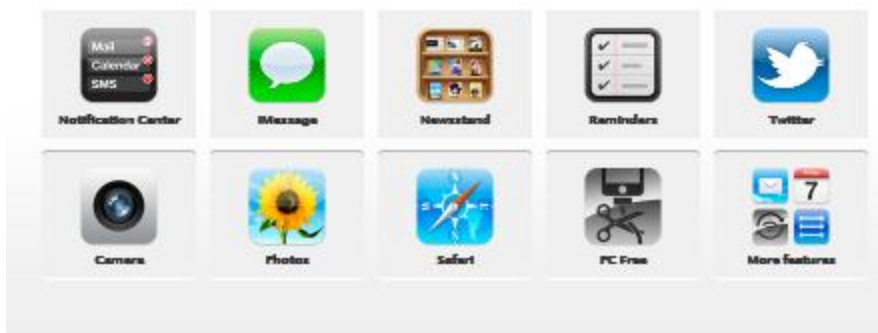 Mail
Calendar
SMS
Notification Center
iMessage
Newsstand
Reminders
Twitter
Camera
Photos
Safari
PC Free
7
More features